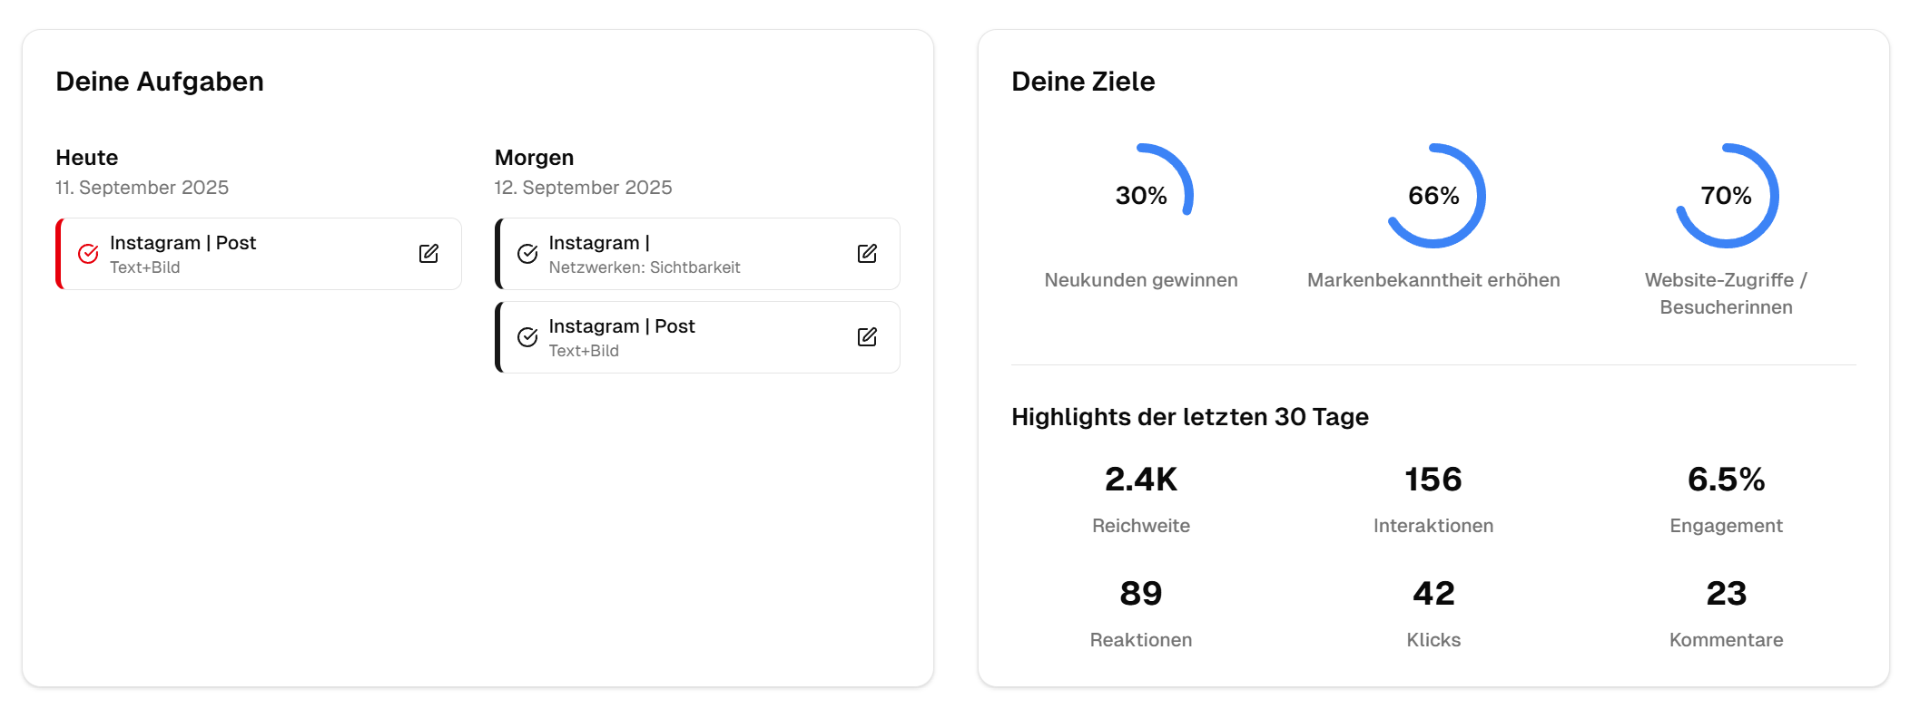 Deine Aufgaben
Heute
11. September 2025
Instagram | Post
Text+Bild
Morgen
12. September 2025
Instagram |
Netzwerken: Sichtbarkeit
Instagram | Post
Text+Bild
Deine Ziele
30%
Neukunden gewinnen
66%
Markenbekanntheit erhöhen
70%
Website-Zugriffe /
Besucherinnen
Highlights der letzten 30 Tage
2.4K
Reichweite
156
Interaktionen
6.5%
Engagement
89
Reaktionen
42
Klicks
23
Kommentare